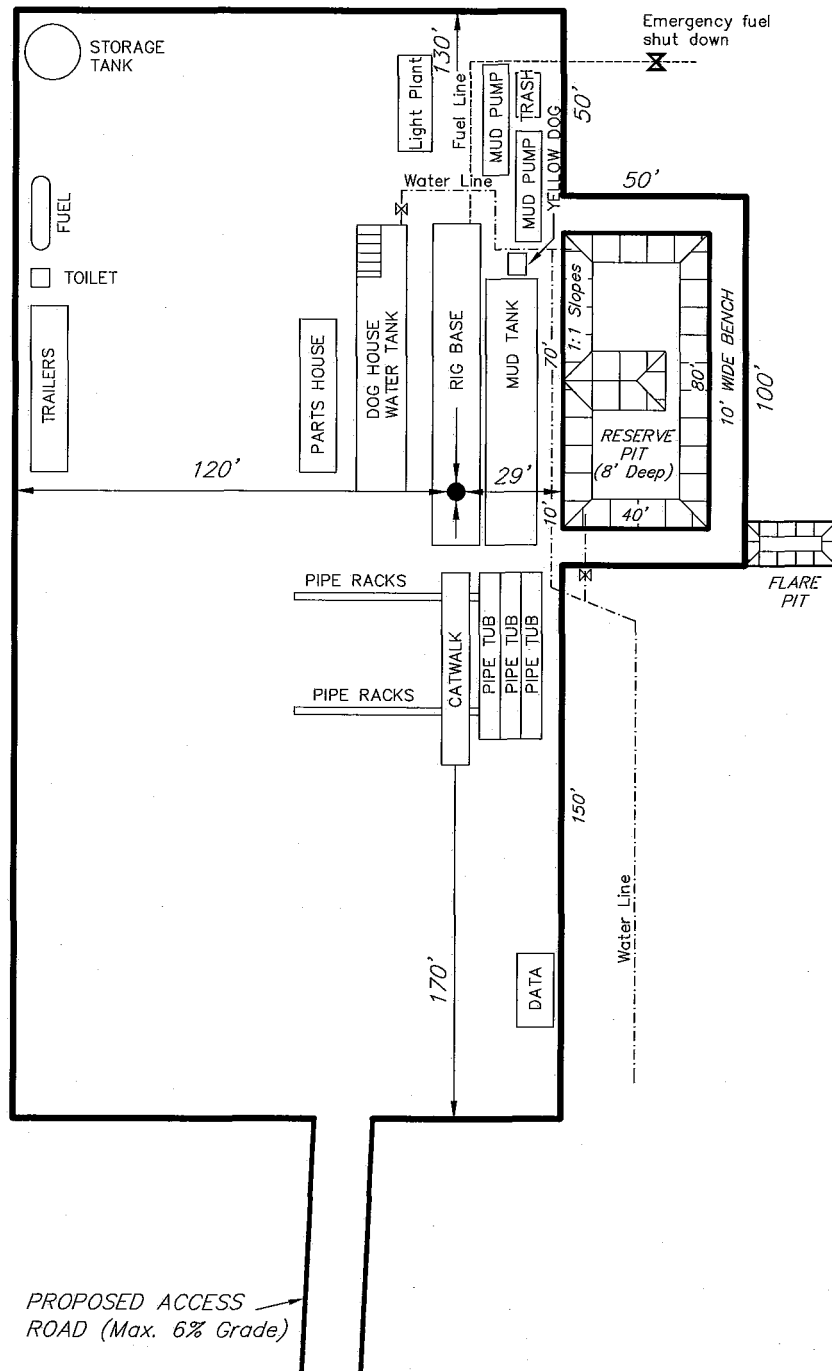 Emergency fuel
shut down
STORAGE
TANK
130'
Light Plant
Fuel Line
MUD PUMP
TRASH
50'
MUD PUMP
YELLOW DOG
Water Line
50'
FUEL
TOILET
TRAILERS
PARTS HOUSE
DOG HOUSE
WATER TANK
RIG BASE
MUD TANK
1:1 Slopes
70'
80'
10' WIDE BENCH
100'
RESERVE
PIT
(8' Deep)
120'
29'
10'
40'
FLARE
PIT
PIPE RACKS
PIPE RACKS
CATWALK
PIPE TUB
PIPE TUB
PIPE TUB
150'
Water Line
170'
DATA
PROPOSED ACCESS
ROAD (Max. 6% Grade)